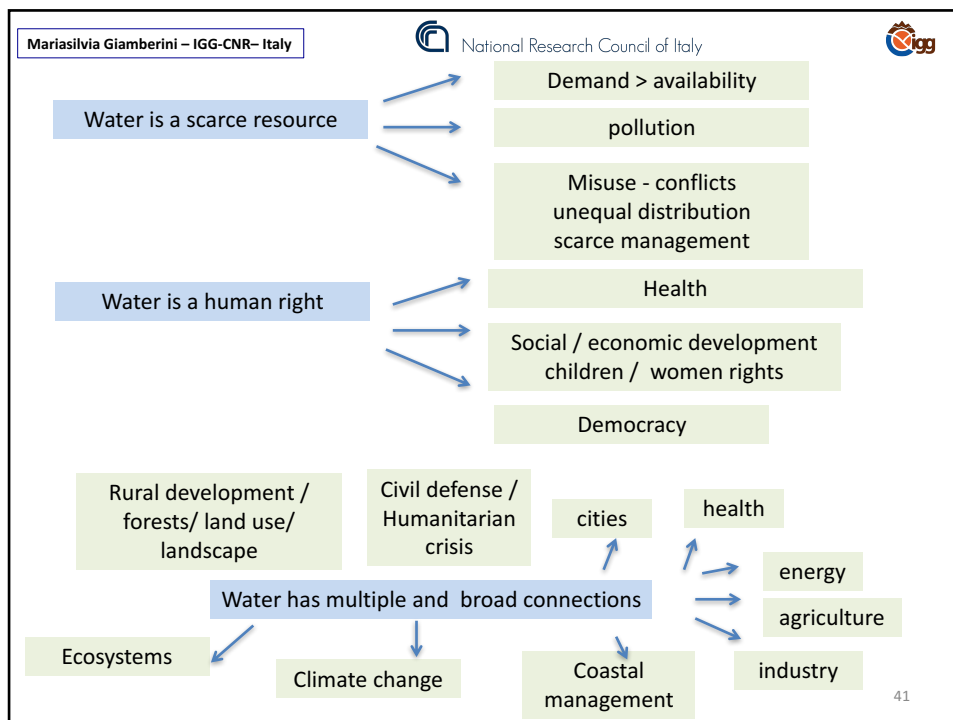 Mariasilvia Giamberini – IGG-CNR– Italy
National Research Council of Italy
igg
Water is a scarce resource
Demand > availability
pollution
Misuse - conflicts
unequal distribution
scarce management
Water is a human right
Health
Social / economic development
children / women rights
Democracy
Rural development /
forests/ land use/
landscape
Civil defense /
Humanitarian
crisis
cities
health
energy
Water has multiple and broad connections
agriculture
Ecosystems
Climate change
Coastal
management
industry
41